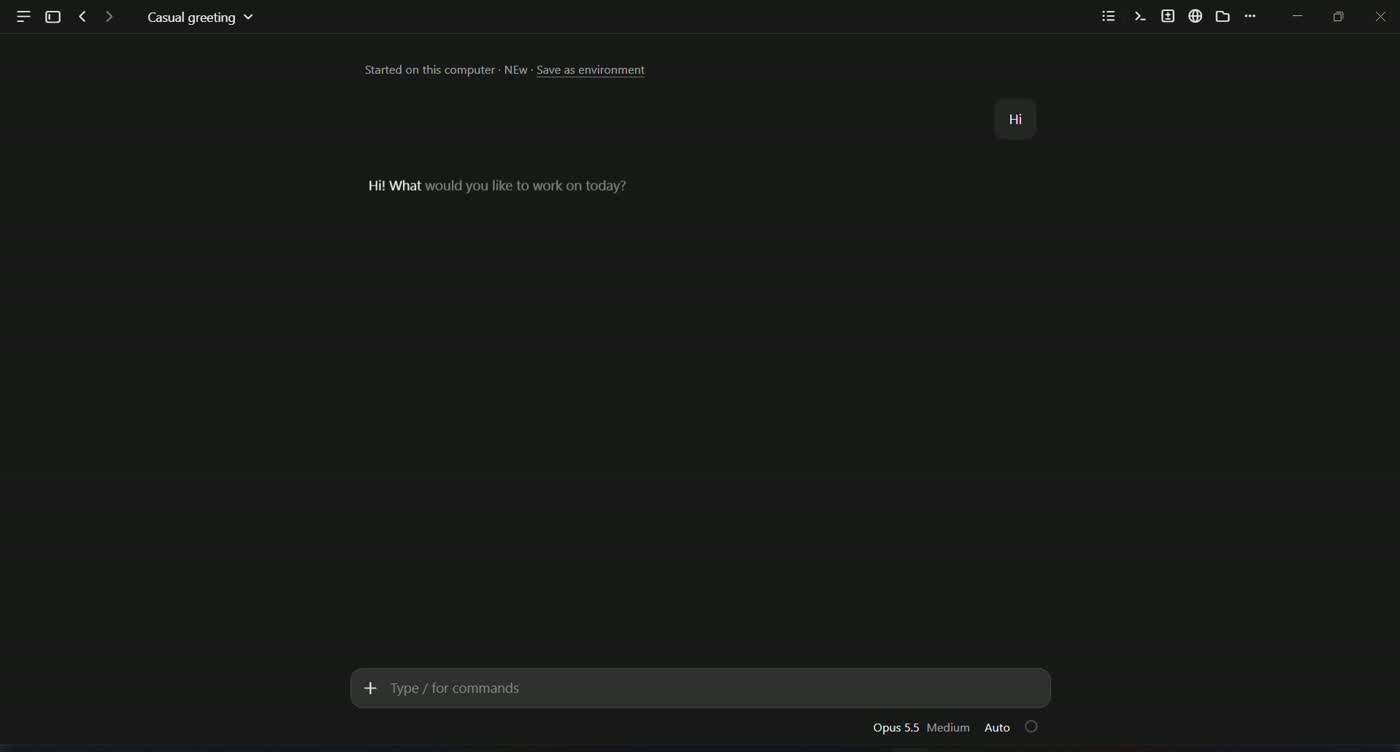 Casual greeting
Started on this computer · NEw · Save as environment
Hi
Hi! What would you like to work on today?
Type / for commands
Opus 5.5 Medium Auto